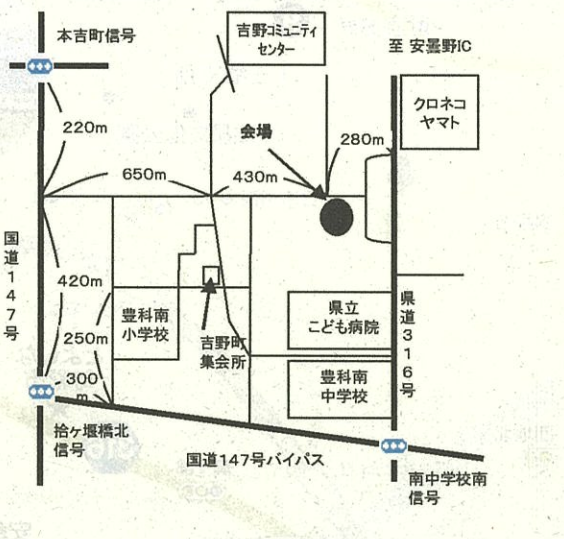 本吉町信号
吉野コミュニティ
センター
至 安曇野IC
クロネコ
ヤマト
220m
会場
280m
650m
430m
国道147号
420m
豊科南
小学校
吉野町
集会所
県立
こども病院
県道316号
250m
豊科南
中学校
300
m
拾ヶ堰橋北
信号
国道147号バイパス
南中学校南
信号